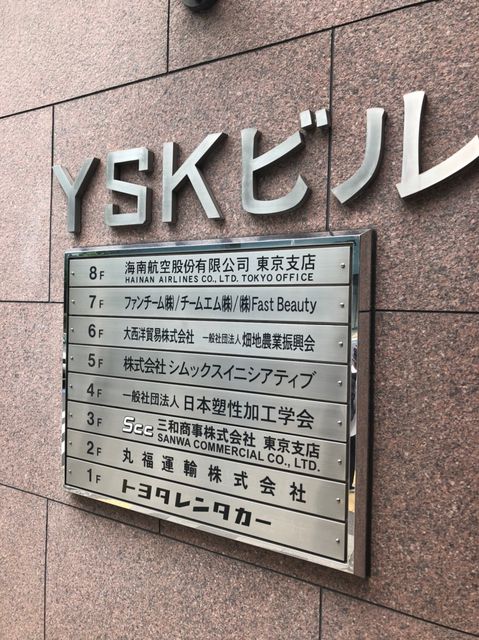 YSKビル
8F 海南航空股份有限公司 東京支店
HAINAN AIRLINES CO., LTD. TOKYO OFFICE
7F ファンチーム㈱/チームエム㈱/㈱Fast Beauty
6F 大西洋貿易株式会社 一般社団法人 畑地農業振興会
5F 株式会社 シムックスイニシアティブ
4F 一般社団法人 日本塑性加工学会
3F Scc 三和商事株式会社 東京支店
SANWA COMMERCIAL CO., LTD.
2F 丸福運輸株式会社
1F トヨタレンタカー